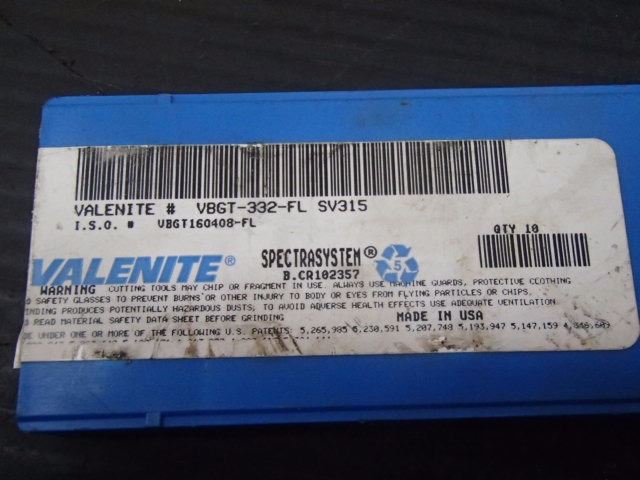 VALENITE # VBGT-332-FL SV315
I.S.O. # VBGT160408-FL
QTY 10
VALENITE® SPECTRASYSTEM® 5
B.CR102357
WARNING CUTTING TOOLS MAY CHIP OR FRAGMENT IN USE. ALWAYS USE MACHINE GUARDS, PROTECTIVE CLOTHING
SAFETY GLASSES TO PREVENT BURNS OR OTHER INJURY TO BODY OR EYES FROM FLYING PARTICLES OR CHIPS.
NDING PRODUCES POTENTIALLY HAZARDOUS DUSTS, TO AVOID ADVERSE HEALTH EFFECTS USE ADEQUATE VENTILATION.
READ MATERIAL SAFETY DATA SHEET BEFORE GRINDING MADE IN USA
UNDER ONE OR MORE OF THE FOLLOWING U.S. PATENTS: 5,265,985 5,230,591 5,207,748 5,193,947 5,147,159